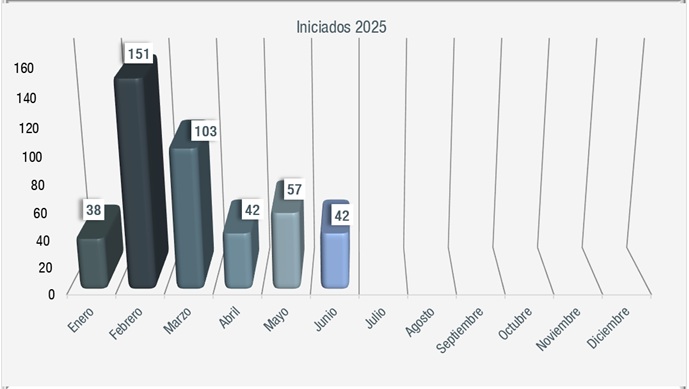 Iniciados 2025
160
140
120
100
80
60
40
20
0
38
151
103
42
57
42
Enero
Febrero
Marzo
Abril
Mayo
Junio
Julio
Agosto
Septiembre
Octubre
Noviembre
Diciembre